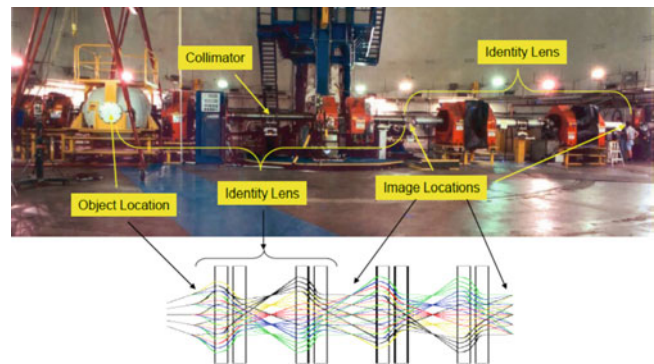 Identity Lens
Collimator
Identity Lens
Image Locations
Object Location